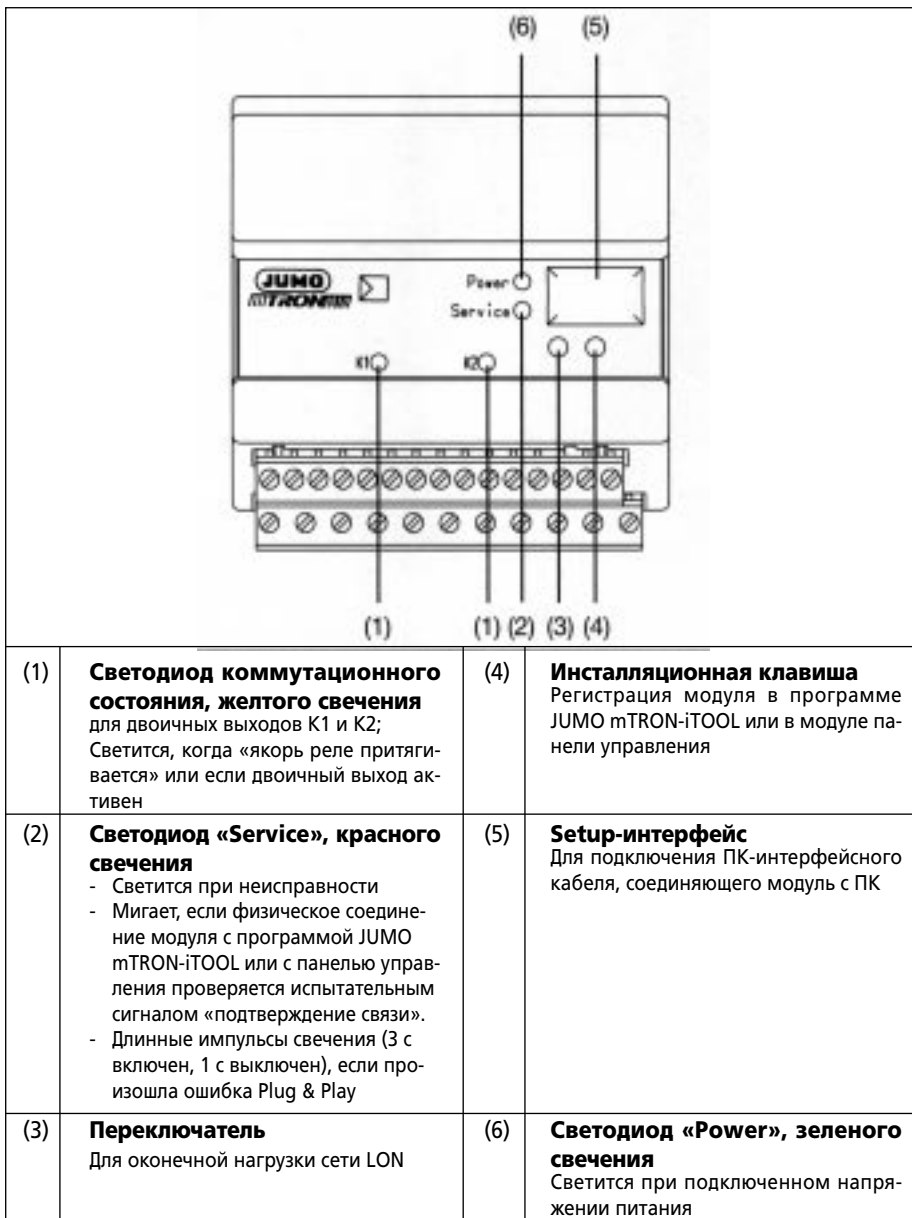 (6) (5)
JUMO
mTRON
Power
Service
K1 K2
(1) (1) (2) (3) (4)
(1) Светодиод коммутационного
состояния, желтого свечения
для двоичных выходов К1 и К2;
Светится, когда «якорь реле притяги-
вается» или если двоичный выход ак-
тивен
(4) Инсталляционная клавиша
Регистрация модуля в программе
JUMO mTRON-iTOOL или в модуле па-
нели управления
(2) Светодиод «Service», красного
свечения
- Светится при неисправности
- Мигает, если физическое соедине-
ние модуля с программой JUMO
mTRON-iTOOL или с панелью управ-
ления проверяется испытательным
сигналом «подтверждение связи».
- Длинные импульсы свечения (3 с
включен, 1 с выключен), если про-
изошла ошибка Plug & Play
(5) Setup-интерфейс
Для подключения ПК-интерфейсного
кабеля, соединяющего модуль с ПК
(3) Переключатель
Для оконечной нагрузки сети LON
(6) Светодиод «Power», зеленого
свечения
Светится при подключенном напря-
жении питания